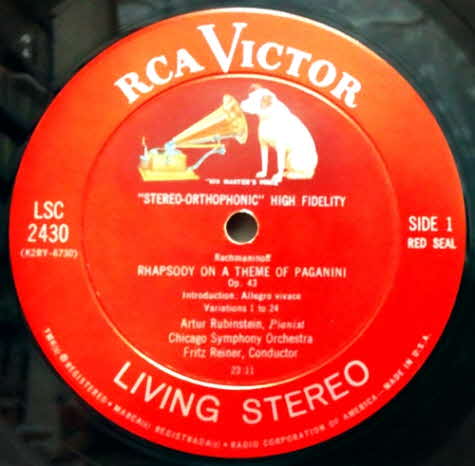 RCA VICTOR
"HIS MASTER'S VOICE"
"STEREO-ORTHOPHONIC" HIGH FIDELITY
LSC
2430
(K2RY-4730)
SIDE 1
RED SEAL
Rachmaninoff
RHAPSODY ON A THEME OF PAGANINI
Op. 43
Introduction. Allegro vivace
Variations 1 to 24
Artur Rubinstein, Pianist
Chicago Symphony Orchestra
Fritz Reiner, Conductor
23:11
LIVING STEREO
TMK(s) ® REGISTERED • MARCA(s) REGISTRADA(s) • RADIO CORPORATION OF AMERICA—MADE IN U.S.A.